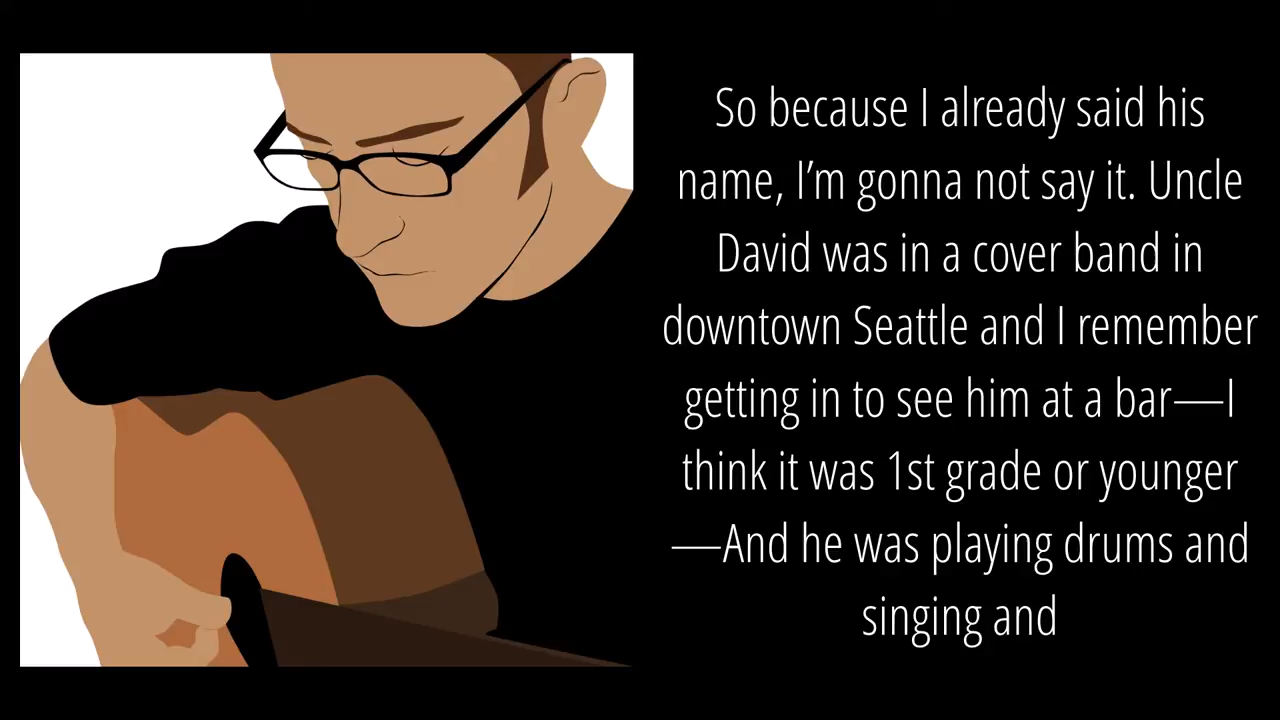 So because I already said his
name, I’m gonna not say it. Uncle
David was in a cover band in
downtown Seattle and I remember
getting in to see him at a bar—I
think it was 1st grade or younger
—And he was playing drums and
singing and